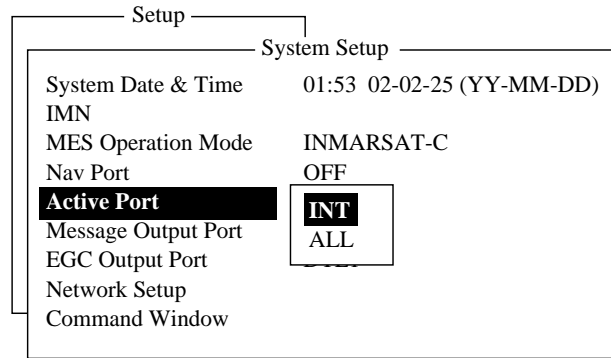 Setup
System Setup
System Date & Time 01:53 02-02-25 (YY-MM-DD)
IMN
MES Operation Mode INMARSAT-C
Nav Port OFF
Active Port INT
Message Output Port ALL
EGC Output Port
Network Setup
Command Window